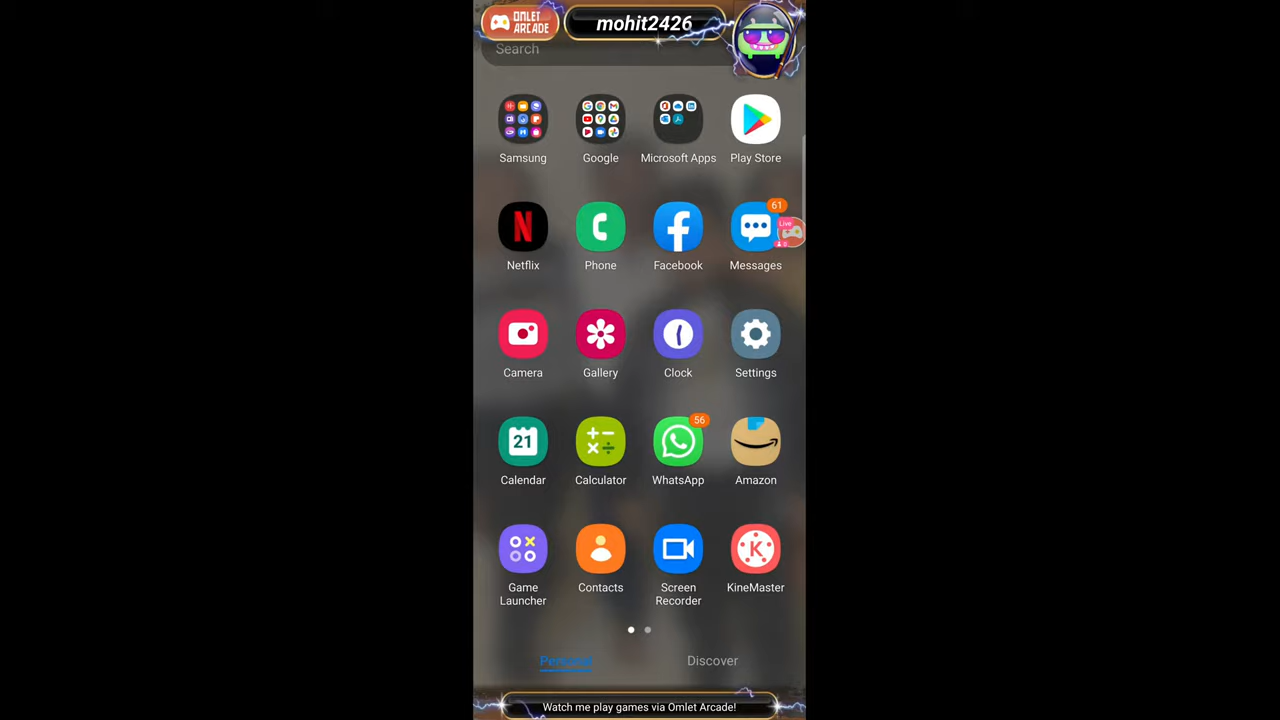 OMLET
ARCADE
mohit2426
Search
Samsung Google Microsoft Apps Play Store
61
Live
Netflix Phone Facebook Messages
Camera Gallery Clock Settings
56
21
Calendar Calculator WhatsApp Amazon
K
Game Launcher Contacts Screen Recorder KineMaster
Personal Discover
Watch me play games via Omlet Arcade!